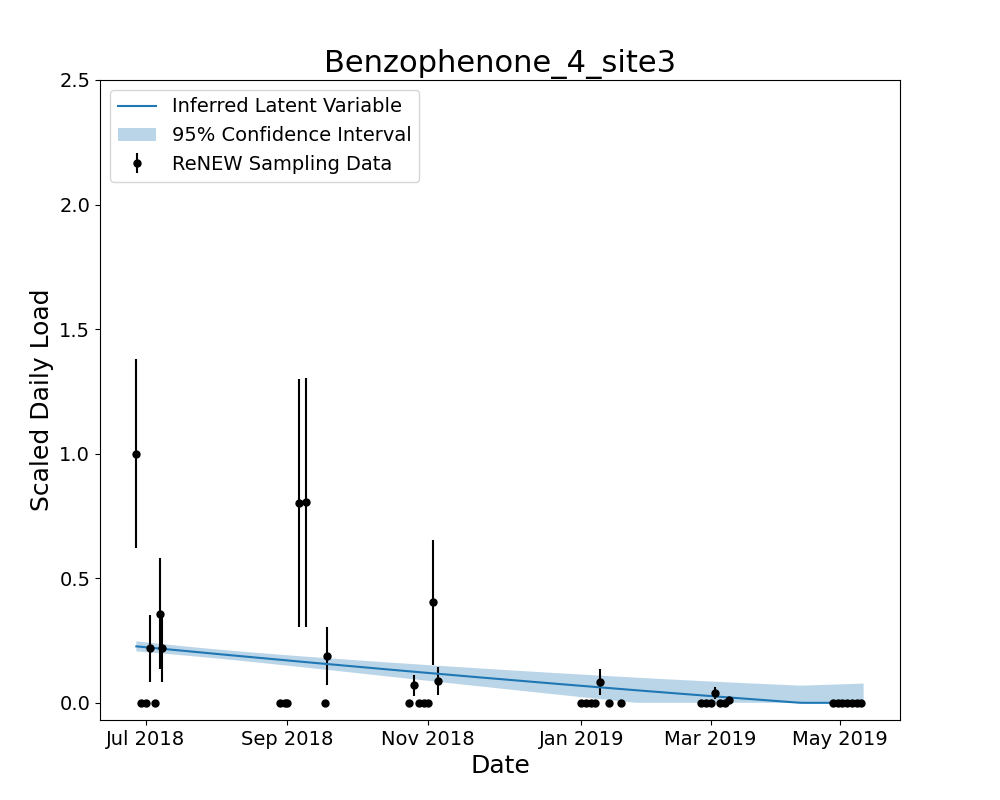 Benzophenone_4_site3
2.5
2.0
1.5
1.0
0.5
0.0
Scaled Daily Load
Inferred Latent Variable
95% Confidence Interval
ReNEW Sampling Data
Jul 2018 Sep 2018 Nov 2018 Jan 2019 Mar 2019 May 2019
Date